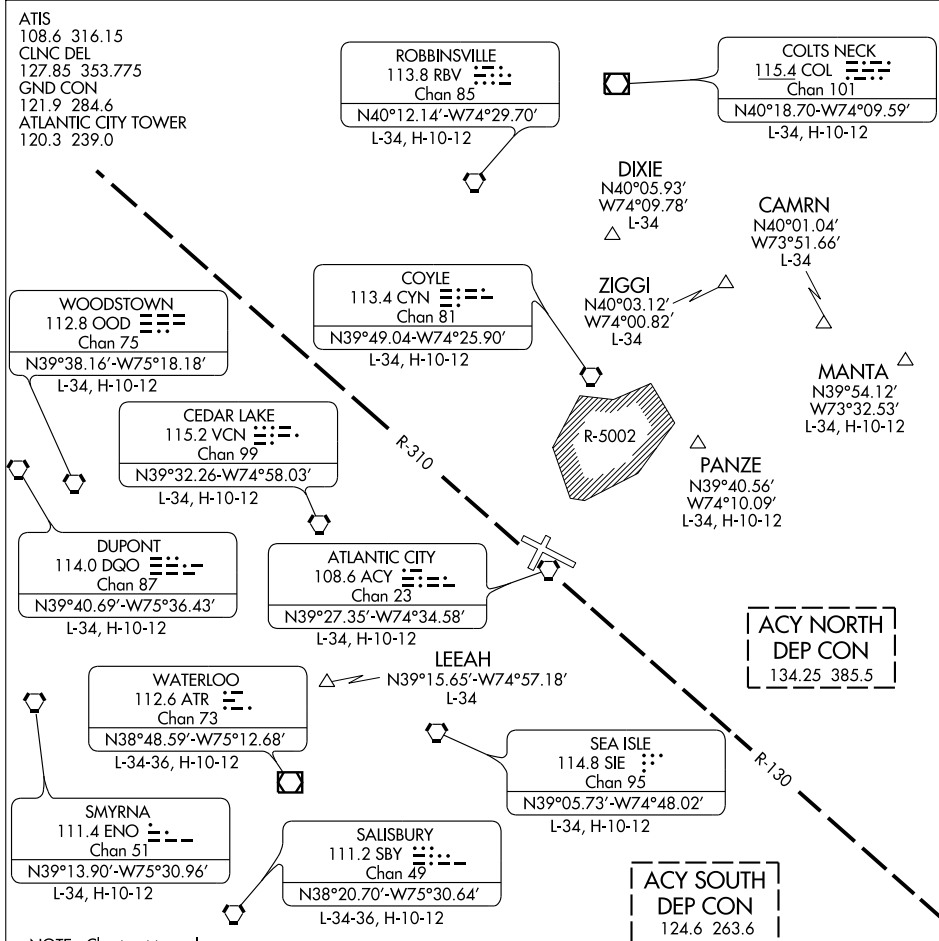 ATIS
108.6 316.15
CLNC DEL
127.85 353.775
GND CON
121.9 284.6
ATLANTIC CITY TOWER
120.3 239.0
ROBBINSVILLE
113.8 RBV
Chan 85
N40°12.14'-W74°29.70'
L-34, H-10-12
COLTS NECK
115.4 COL
Chan 101
N40°18.70-W74°09.59'
L-34, H-10-12
DIXIE
N40°05.93'
W74°09.78'
L-34
CAMRN
N40°01.04'
W73°51.66'
L-34
COYLE
113.4 CYN
Chan 81
N39°49.04-W74°25.90'
L-34, H-10-12
ZIGGI
N40°03.12'
W74°00.82'
L-34
WOODSTOWN
112.8 OOD
Chan 75
N39°38.16'-W75°18.18'
L-34, H-10-12
MANTA
N39°54.12'
W73°32.53'
L-34, H-10-12
CEDAR LAKE
115.2 VCN
Chan 99
N39°32.26-W74°58.03'
L-34, H-10-12
R-310
R-5002
PANZE
N39°40.56'
W74°10.09'
L-34, H-10-12
DUPONT
114.0 DQO
Chan 87
N39°40.69'-W75°36.43'
L-34, H-10-12
ATLANTIC CITY
108.6 ACY
Chan 23
N39°27.35'-W74°34.58'
L-34, H-10-12
ACY NORTH
DEP CON
134.25 385.5
LEEAH
N39°15.65'-W74°57.18'
L-34
WATERLOO
112.6 ATR
Chan 73
N38°48.59'-W75°12.68'
L-34-36, H-10-12
SEA ISLE
114.8 SIE
Chan 95
N39°05.73'-W74°48.02'
L-34, H-10-12
R-130
SMYRNA
111.4 ENO
Chan 51
N39°13.90'-W75°30.96'
L-34, H-10-12
SALISBURY
111.2 SBY
Chan 49
N38°20.70'-W75°30.64'
L-34-36, H-10-12
ACY SOUTH
DEP CON
124.6 263.6